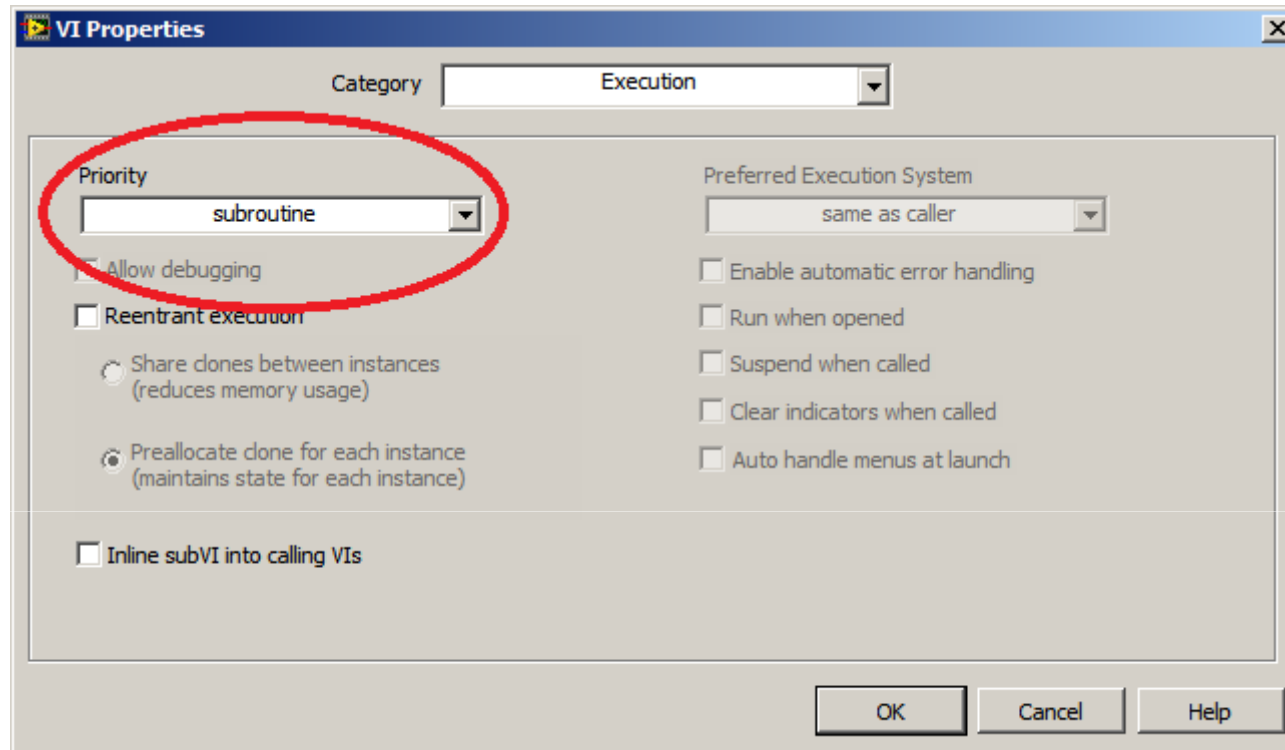 VI Properties
Category
Execution
Priority
subroutine
Allow debugging
Reentrant execution
Share clones between instances
(reduces memory usage)
Preallocate clone for each instance
(maintains state for each instance)
Inline subVI into calling VIs
Preferred Execution System
same as caller
Enable automatic error handling
Run when opened
Suspend when called
Clear indicators when called
Auto handle menus at launch
OK
Cancel
Help